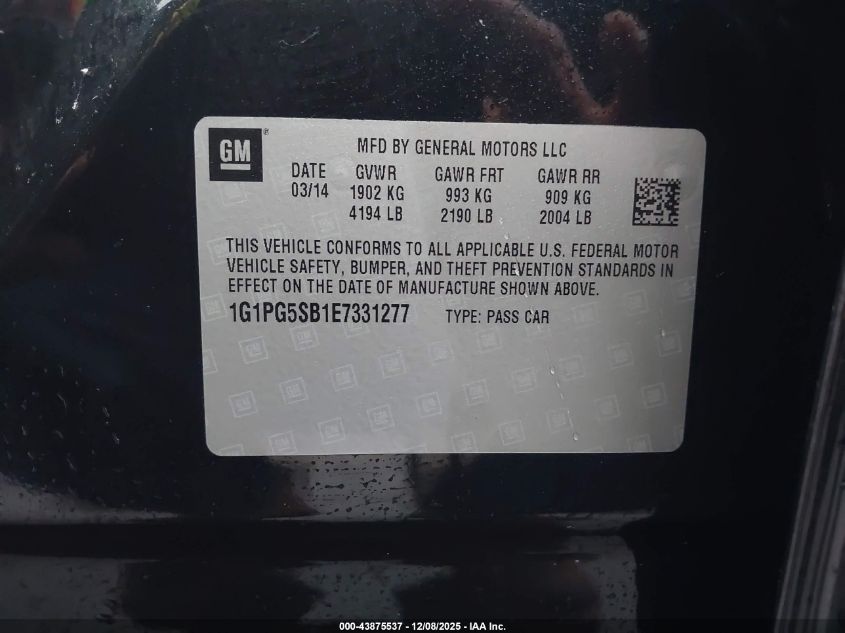 GM ®
MFD BY GENERAL MOTORS LLC
DATE GVWR GAWR FRT GAWR RR
03/14 1902 KG 993 KG 909 KG
4194 LB 2190 LB 2004 LB
THIS VEHICLE CONFORMS TO ALL APPLICABLE U.S. FEDERAL MOTOR
VEHICLE SAFETY, BUMPER, AND THEFT PREVENTION STANDARDS IN
EFFECT ON THE DATE OF MANUFACTURE SHOWN ABOVE.
1G1PG5SB1E7331277 TYPE: PASS CAR
000-43875537 - 12/08/2025 - IAA Inc.